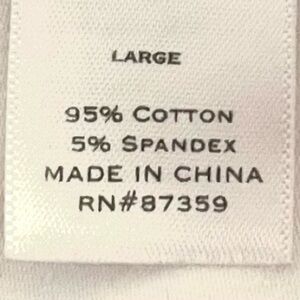 LARGE
95% COTTON
5% SPANDEX
MADE IN CHINA
RN#87359